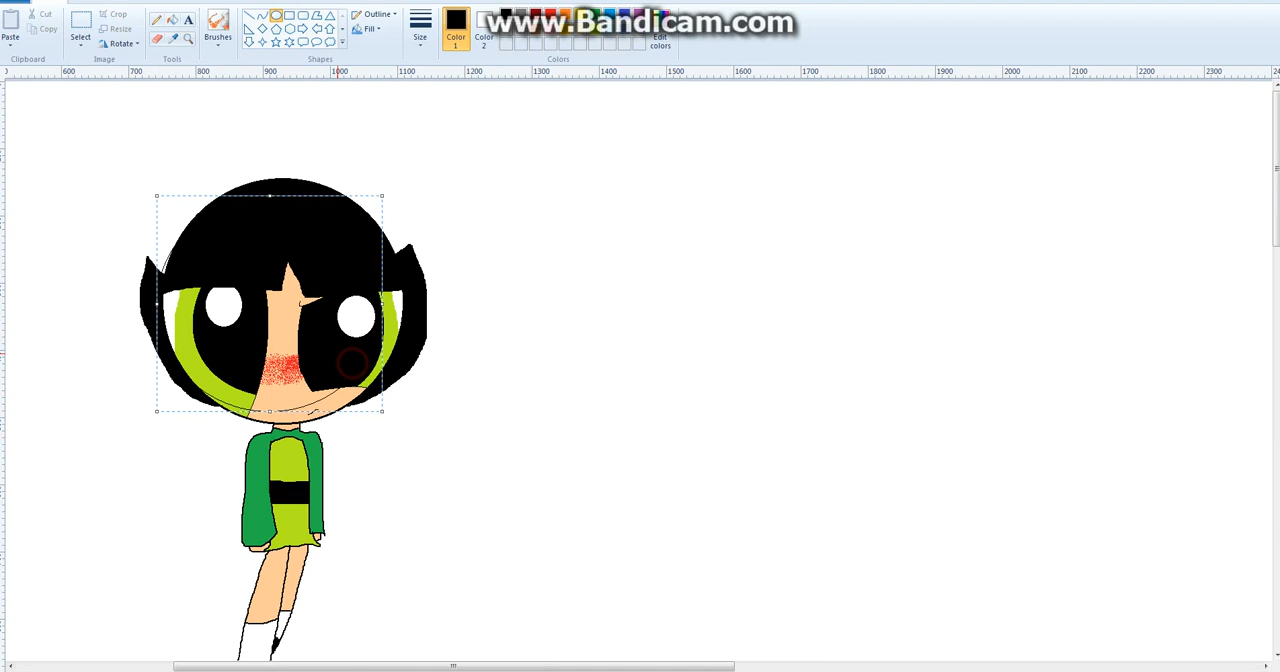 www.Bandicam.com
Paste
Cut
Copy
Clipboard
Select
Crop
Resize
Rotate
Image
A
Tools
Brushes
Outline
Fill
Shapes
Size
Color 1
Color 2
Edit colors
Colors
600 700 800 900 1000 1100 1200 1300 1400 1500 1600 1700 1800 1900 2000 2100 2200 2300